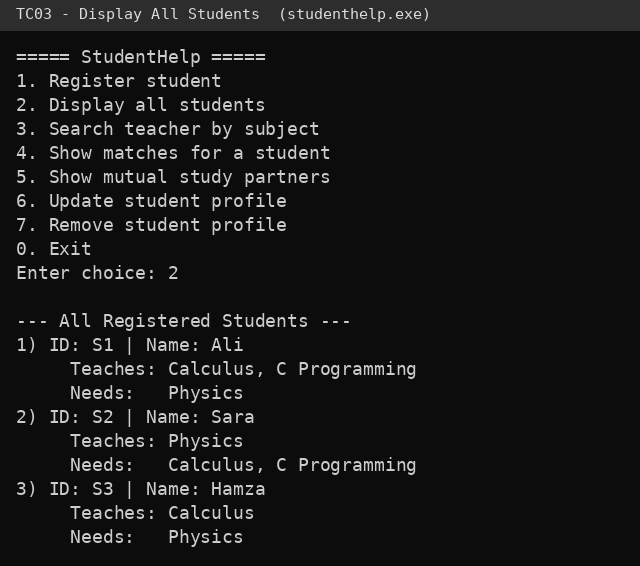 TC03 - Display All Students  (studenthelp.exe)
===== StudentHelp =====
1. Register student
2. Display all students
3. Search teacher by subject
4. Show matches for a student
5. Show mutual study partners
6. Update student profile
7. Remove student profile
0. Exit
Enter choice: 2

--- All Registered Students ---
1) ID: S1 | Name: Ali
     Teaches: Calculus, C Programming
     Needs:   Physics
2) ID: S2 | Name: Sara
     Teaches: Physics
     Needs:   Calculus, C Programming
3) ID: S3 | Name: Hamza
     Teaches: Calculus
     Needs:   Physics